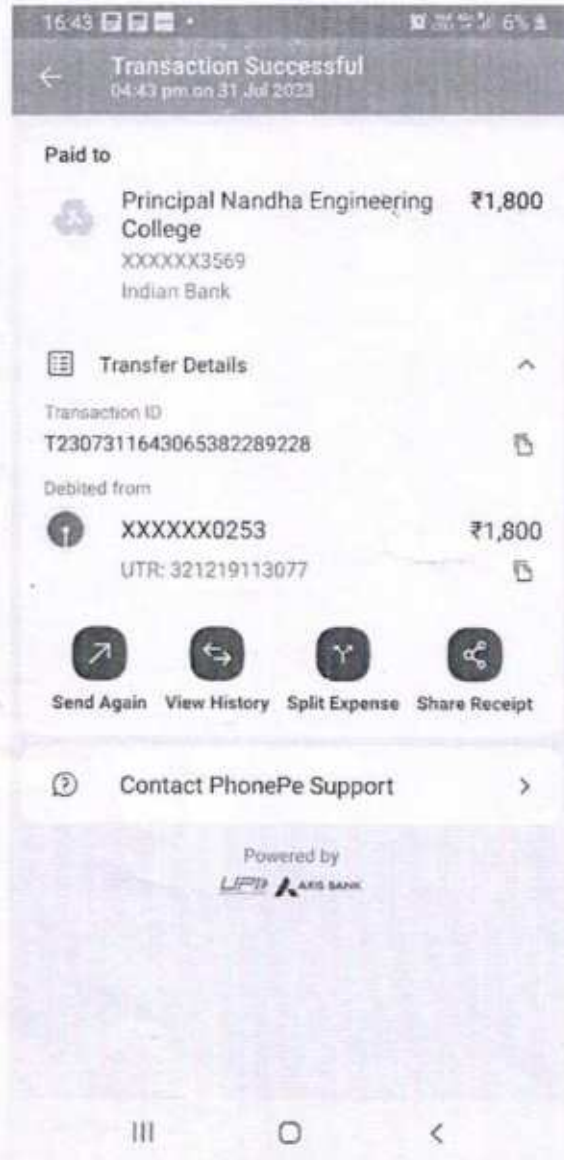 16:43 6%
Transaction Successful
04:43 pm on 31 Jul 2023
Paid to
Principal Nandha Engineering ₹1,800
College
XXXXXX3569
Indian Bank
Transfer Details
Transaction ID
T2307311643065382289228
Debited from
XXXXXX0253 ₹1,800
UTR: 321219113077
Send Again View History Split Expense Share Receipt
Contact PhonePe Support
Powered by
UPI AXIS BANK